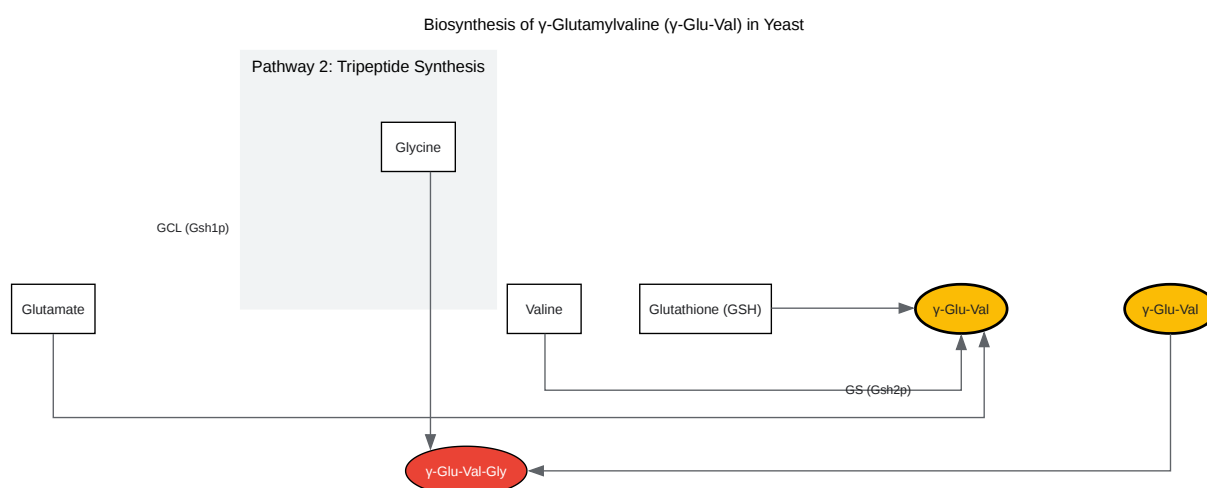 Biosynthesis of γ-Glutamylvaline (γ-Glu-Val) in Yeast
Pathway 2: Tripeptide Synthesis
Glycine
GCL (Gsh1p)
Glutamate
Valine
Glutathione (GSH)
γ-Glu-Val
γ-Glu-Val
GS (Gsh2p)
γ-Glu-Val-Gly